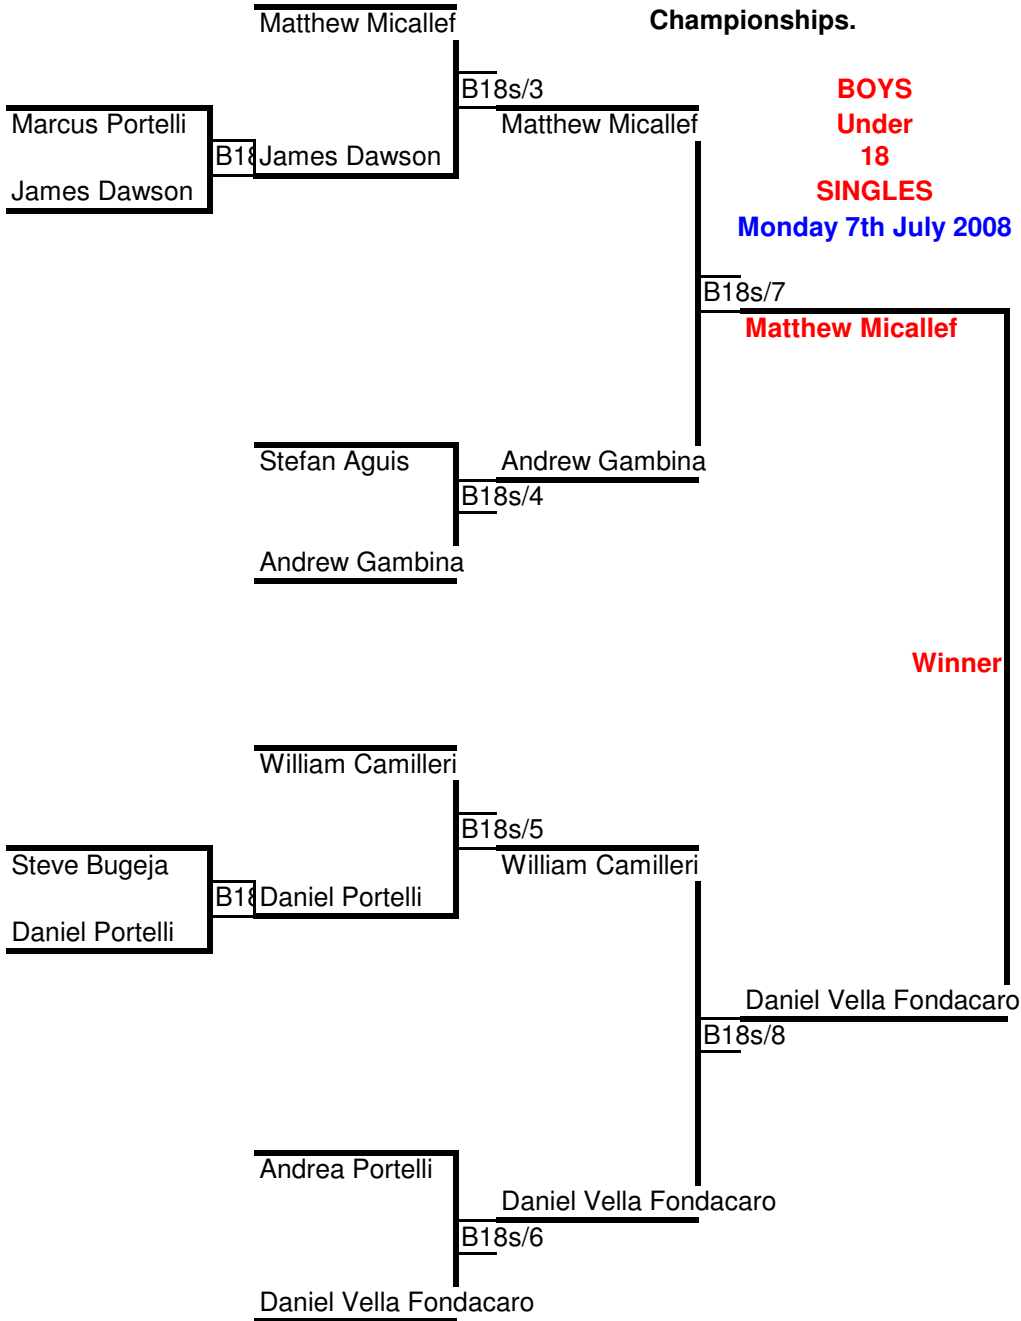 Matthew Micallef
Championships.
B18s/3
BOYS
Marcus Portelli
Matthew Micallef
Under
B18
James Dawson
18
James Dawson
SINGLES
Monday 7th July 2008
B18s/7
Matthew Micallef
Stefan Aguis
Andrew Gambina
B18s/4
Andrew Gambina
Winner
William Camilleri
B18s/5
Steve Bugeja
William Camilleri
B18
Daniel Portelli
Daniel Portelli
Daniel Vella Fondacaro
B18s/8
Andrea Portelli
Daniel Vella Fondacaro
B18s/6
Daniel Vella Fondacaro